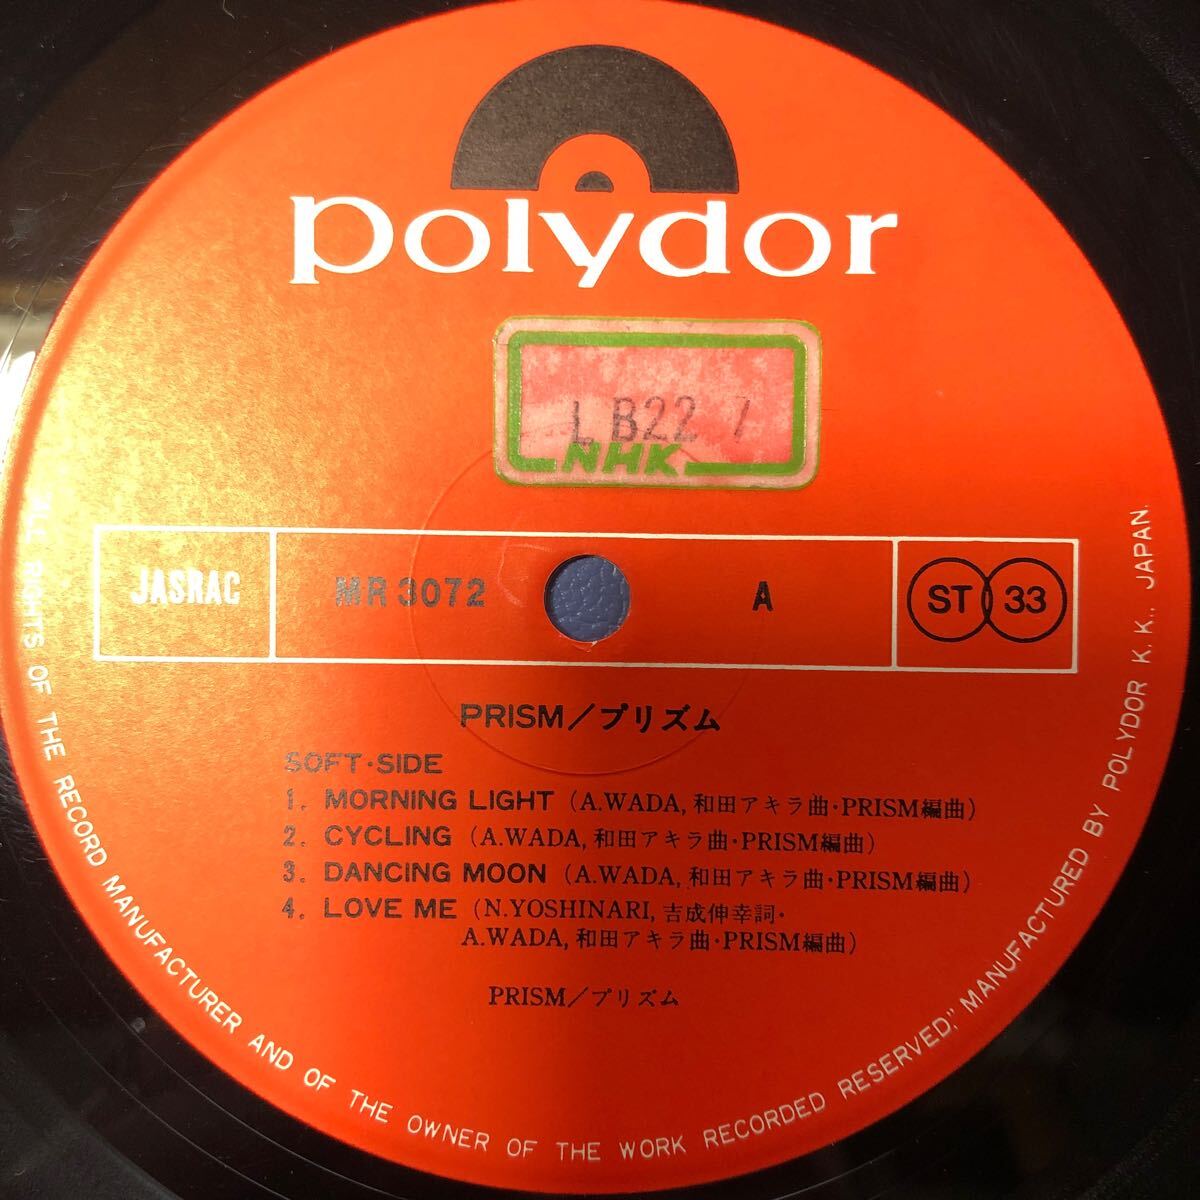 polydor
L B22 7
NHK
JASRAC
MR 3072
A
ST 33
PRISM/プリズム
SOFT·SIDE
1. MORNING LIGHT (A.WADA, 和田アキラ曲・PRISM編曲)
2. CYCLING (A.WADA, 和田アキラ曲・PRISM編曲)
3. DANCING MOON (A.WADA, 和田アキラ曲・PRISM編曲)
4. LOVE ME (N.YOSHINARI, 吉成伸幸詞・
A.WADA, 和田アキラ曲・PRISM編曲)
PRISM/プリズム
"ALL RIGHTS OF THE RECORD MANUFACTURER AND OF THE OWNER OF THE WORK RECORDED RESERVED," MANUFACTURED BY POLYDOR K. K., JAPAN.